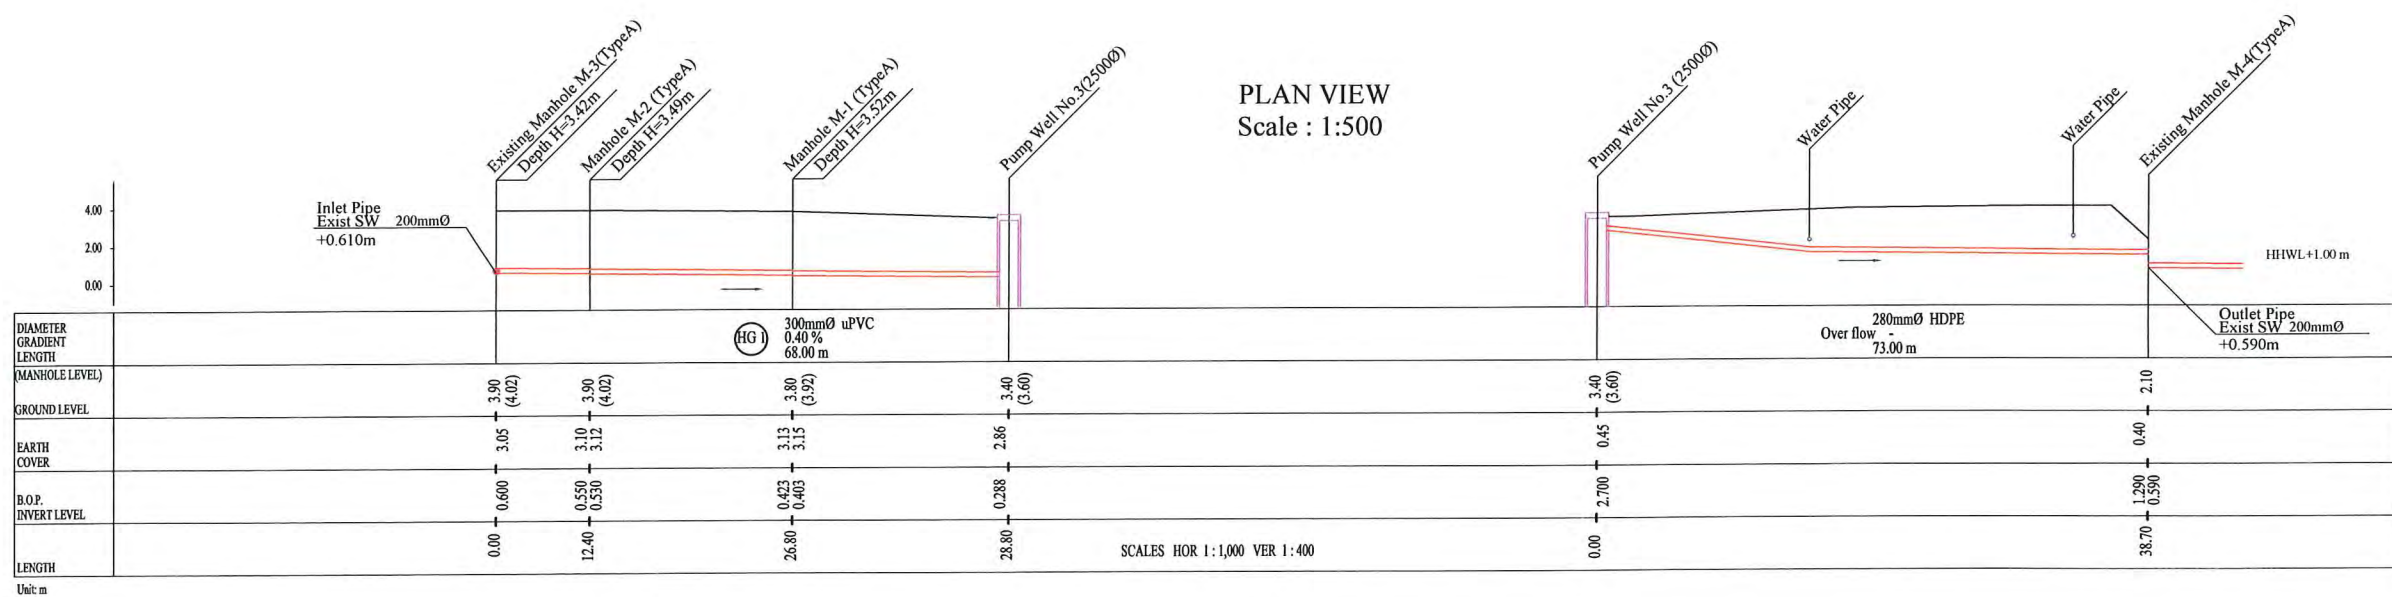 Existing Manhole M-3(TypeA)
Depth H=3.42m
Manhole M-2 (TypeA)
Depth H=3.49m
Manhole M-1 (TypeA)
Depth H=3.52m
Pump Well No.3(2500Ø)
PLAN VIEW
Scale : 1:500
Pump Well No.3 (2500Ø)
Water Pipe
Water Pipe
Existing Manhole M-4(TypeA)
Inlet Pipe
Exist SW 200mmØ
+0.610m
4.00
2.00
0.00
HHWL+1.00 m
Outlet Pipe
Exist SW 200mmØ
+0.590m
DIAMETER
GRADIENT
LENGTH
HG 1
300mmØ uPVC
0.40 %
68.00 m
280mmØ HDPE
Over flow -
73.00 m
(MANHOLE LEVEL)
GROUND LEVEL
3.90
(4.02)
3.90
(4.02)
3.80
(3.92)
3.40
(3.60)
3.40
(3.60)
2.10
EARTH
COVER
3.05
3.10
3.12
3.13
3.15
2.86
0.45
0.40
B.O.P.
INVERT LEVEL
0.600
0.550
0.530
0.423
0.403
0.288
2.700
1.290
0.590
LENGTH
0.00
12.40
26.80
28.80
SCALES HOR 1 : 1,000 VER 1 : 400
0.00
38.70
Unit: m